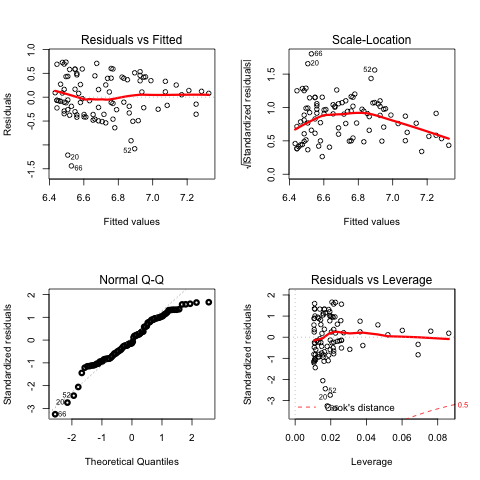 Residuals vs Fitted
Residuals
1.0
0.5
0.0
-0.5
-1.5
20
66
52
6.4 6.6 6.8 7.0 7.2
Fitted values
Scale-Location
√|Standardized residuals|
1.5
1.0
0.5
0.0
66
20
52
6.4 6.6 6.8 7.0 7.2
Fitted values
Normal Q-Q
Standardized residuals
2
1
0
-1
-2
-3
52
20
66
-2 -1 0 1 2
Theoretical Quantiles
Residuals vs Leverage
Standardized residuals
2
1
0
-1
-2
-3
52
20
Cook's distance
0.5
0.00 0.02 0.04 0.06 0.08
Leverage